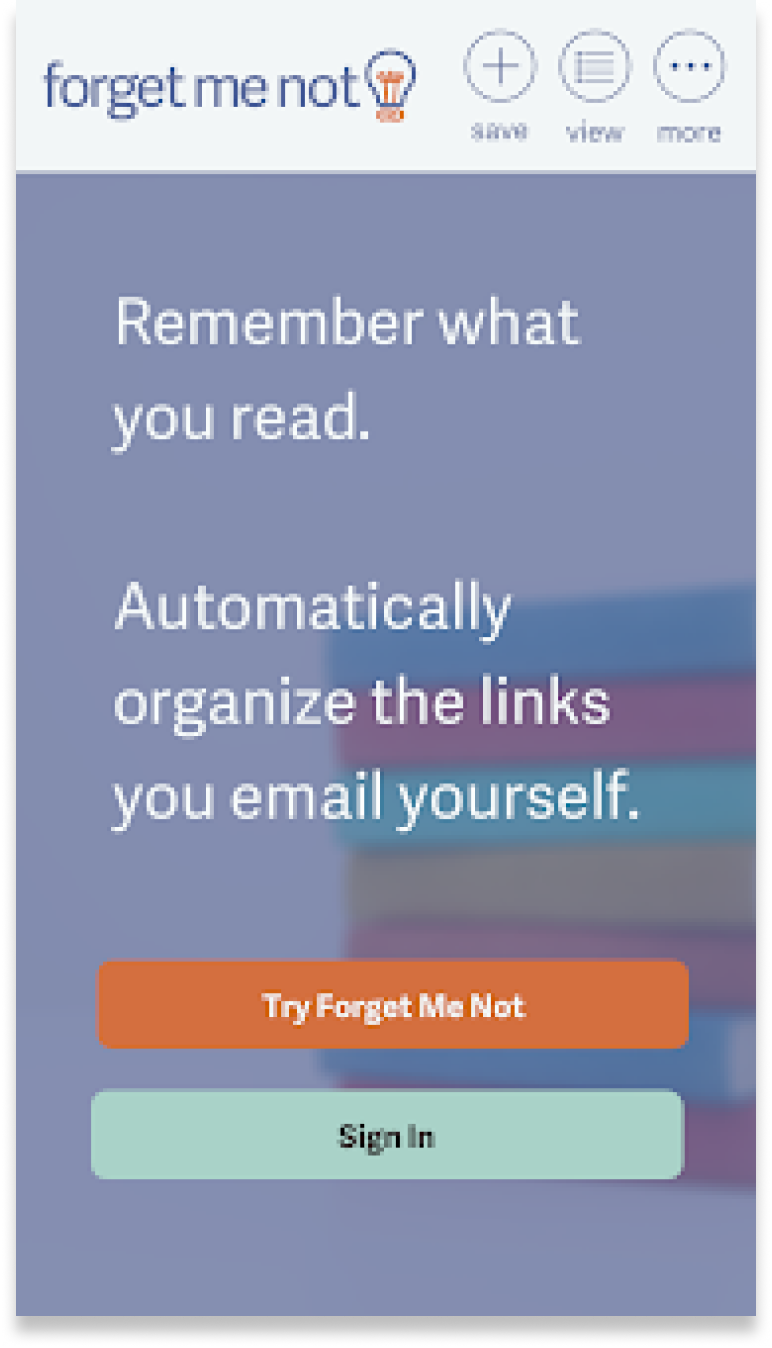 forget me not
save view more
Remember what
you read.
Automatically
organize the links
you email yourself.
Try Forget Me Not
Sign In